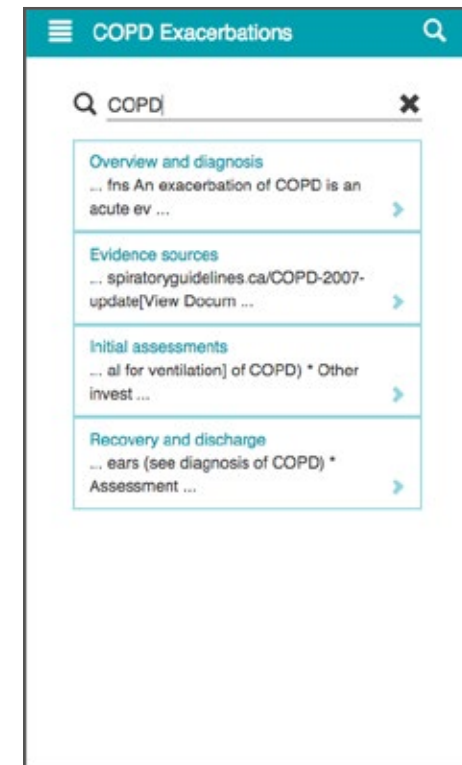 COPD Exacerbations
COPD
Overview and diagnosis
... fns An exacerbation of COPD is an
acute ev ...
Evidence sources
... spiratoryguidelines.ca/COPD-2007-
update[View Docum ...
Initial assessments
... al for ventilation] of COPD) * Other
invest ...
Recovery and discharge
... ears (see diagnosis of COPD) *
Assessment ...